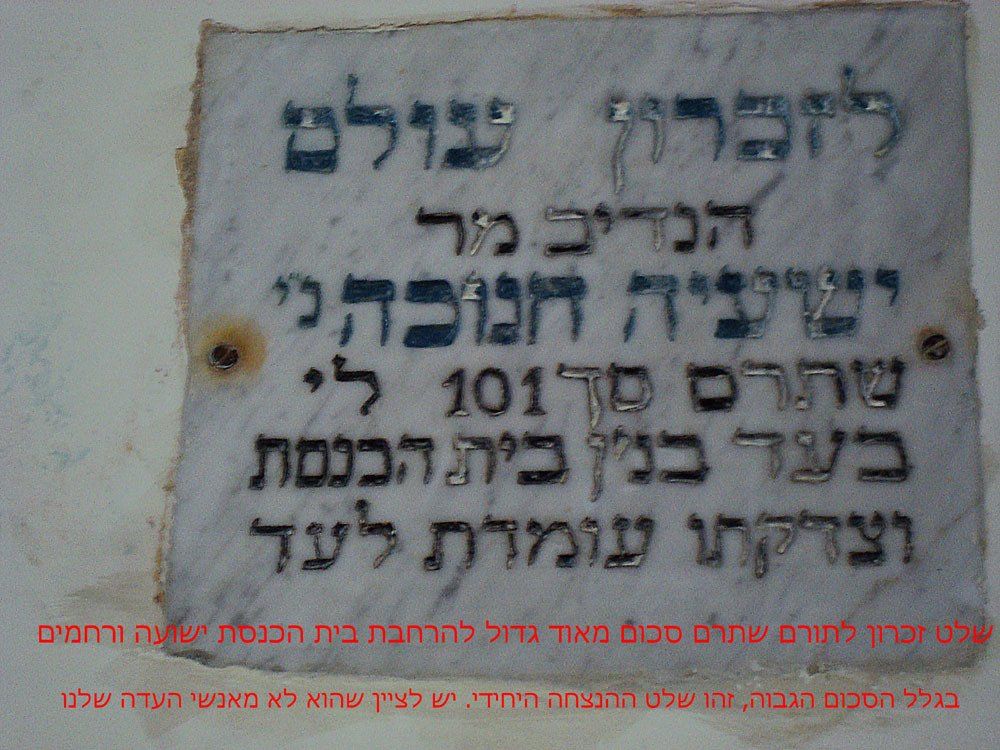 לזכרון עולם
הנדיב מר
ישעיה חנוכה נ"י
שתרם סך 101 לי
בעד בנין בית הכנסת
וצדקתו עומדת לעד
שלט זכרון לתורם שתרם סכום מאוד גדול להרחבת בית הכנסת ישועה ורחמים
בגלל הסכום הגבוה, זהו שלט ההנצחה היחידי. יש לציין שהוא לא מאנשי העדה שלנו